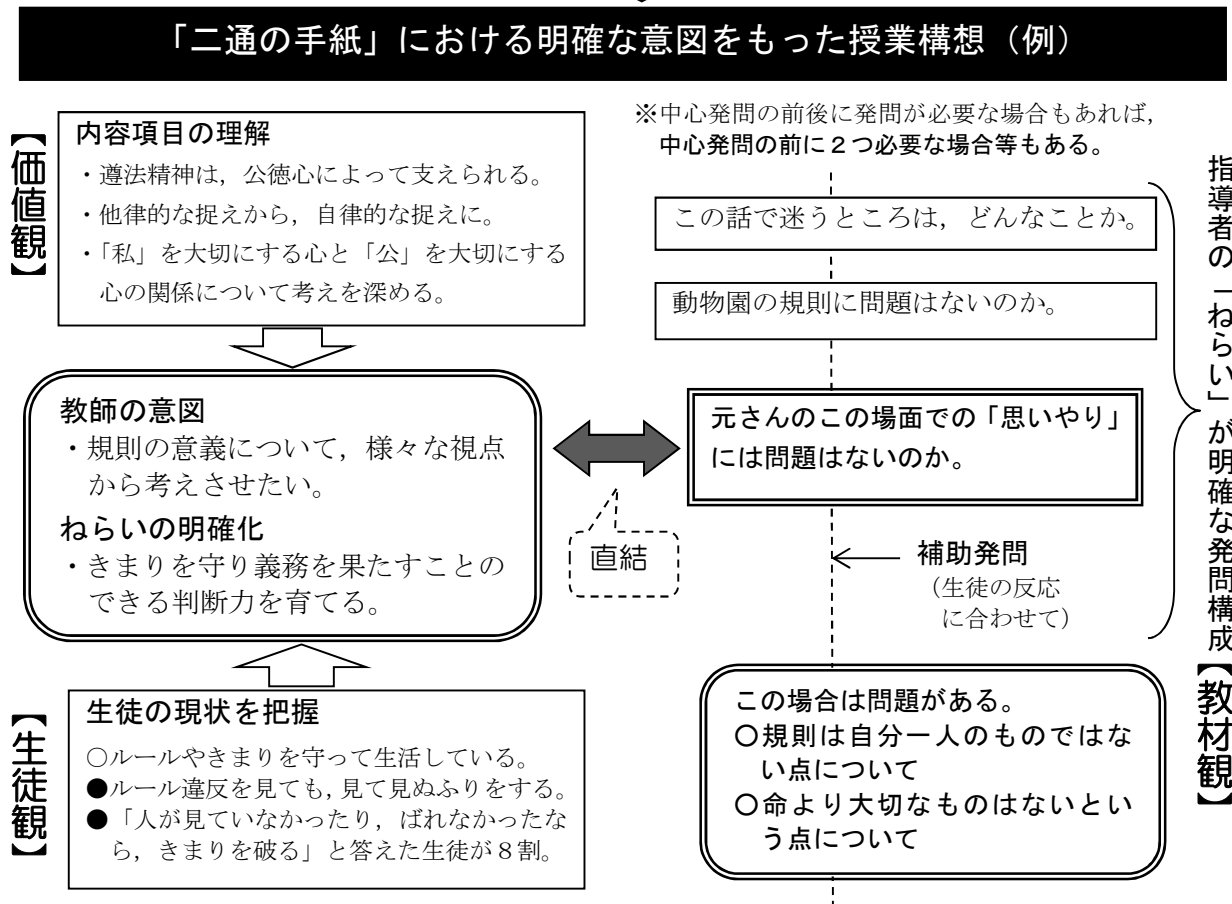 「二通の手紙」における明確な意図をもった授業構想（例）
【価値観】
内容項目の理解
・遵法精神は，公徳心によって支えられる。
・他律的な捉えから，自律的な捉えに。
・「私」を大切にする心と「公」を大切にする
心の関係について考えを深める。
教師の意図
・規則の意義について，様々な視点
から考えさせたい。
ねらいの明確化
・きまりを守り義務を果たすことの
できる判断力を育てる。
【生徒観】
生徒の現状を把握
○ルールやきまりを守って生活している。
●ルール違反を見ても，見て見ぬふりをする。
●「人が見ていなかったり，ばれなかったな
ら，きまりを破る」と答えた生徒が８割。
直結
※中心発問の前後に発問が必要な場合もあれば，
中心発問の前に２つ必要な場合等もある。
この話で迷うところは，どんなことか。
動物園の規則に問題はないのか。
元さんのこの場面での「思いやり」
には問題はないのか。
補助発問
（生徒の反応
に合わせて）
この場合は問題がある。
○規則は自分一人のものではな
い点について
○命より大切なものはないとい
う点について
指導者の「ねらい」が明確な発問構成
【教材観】